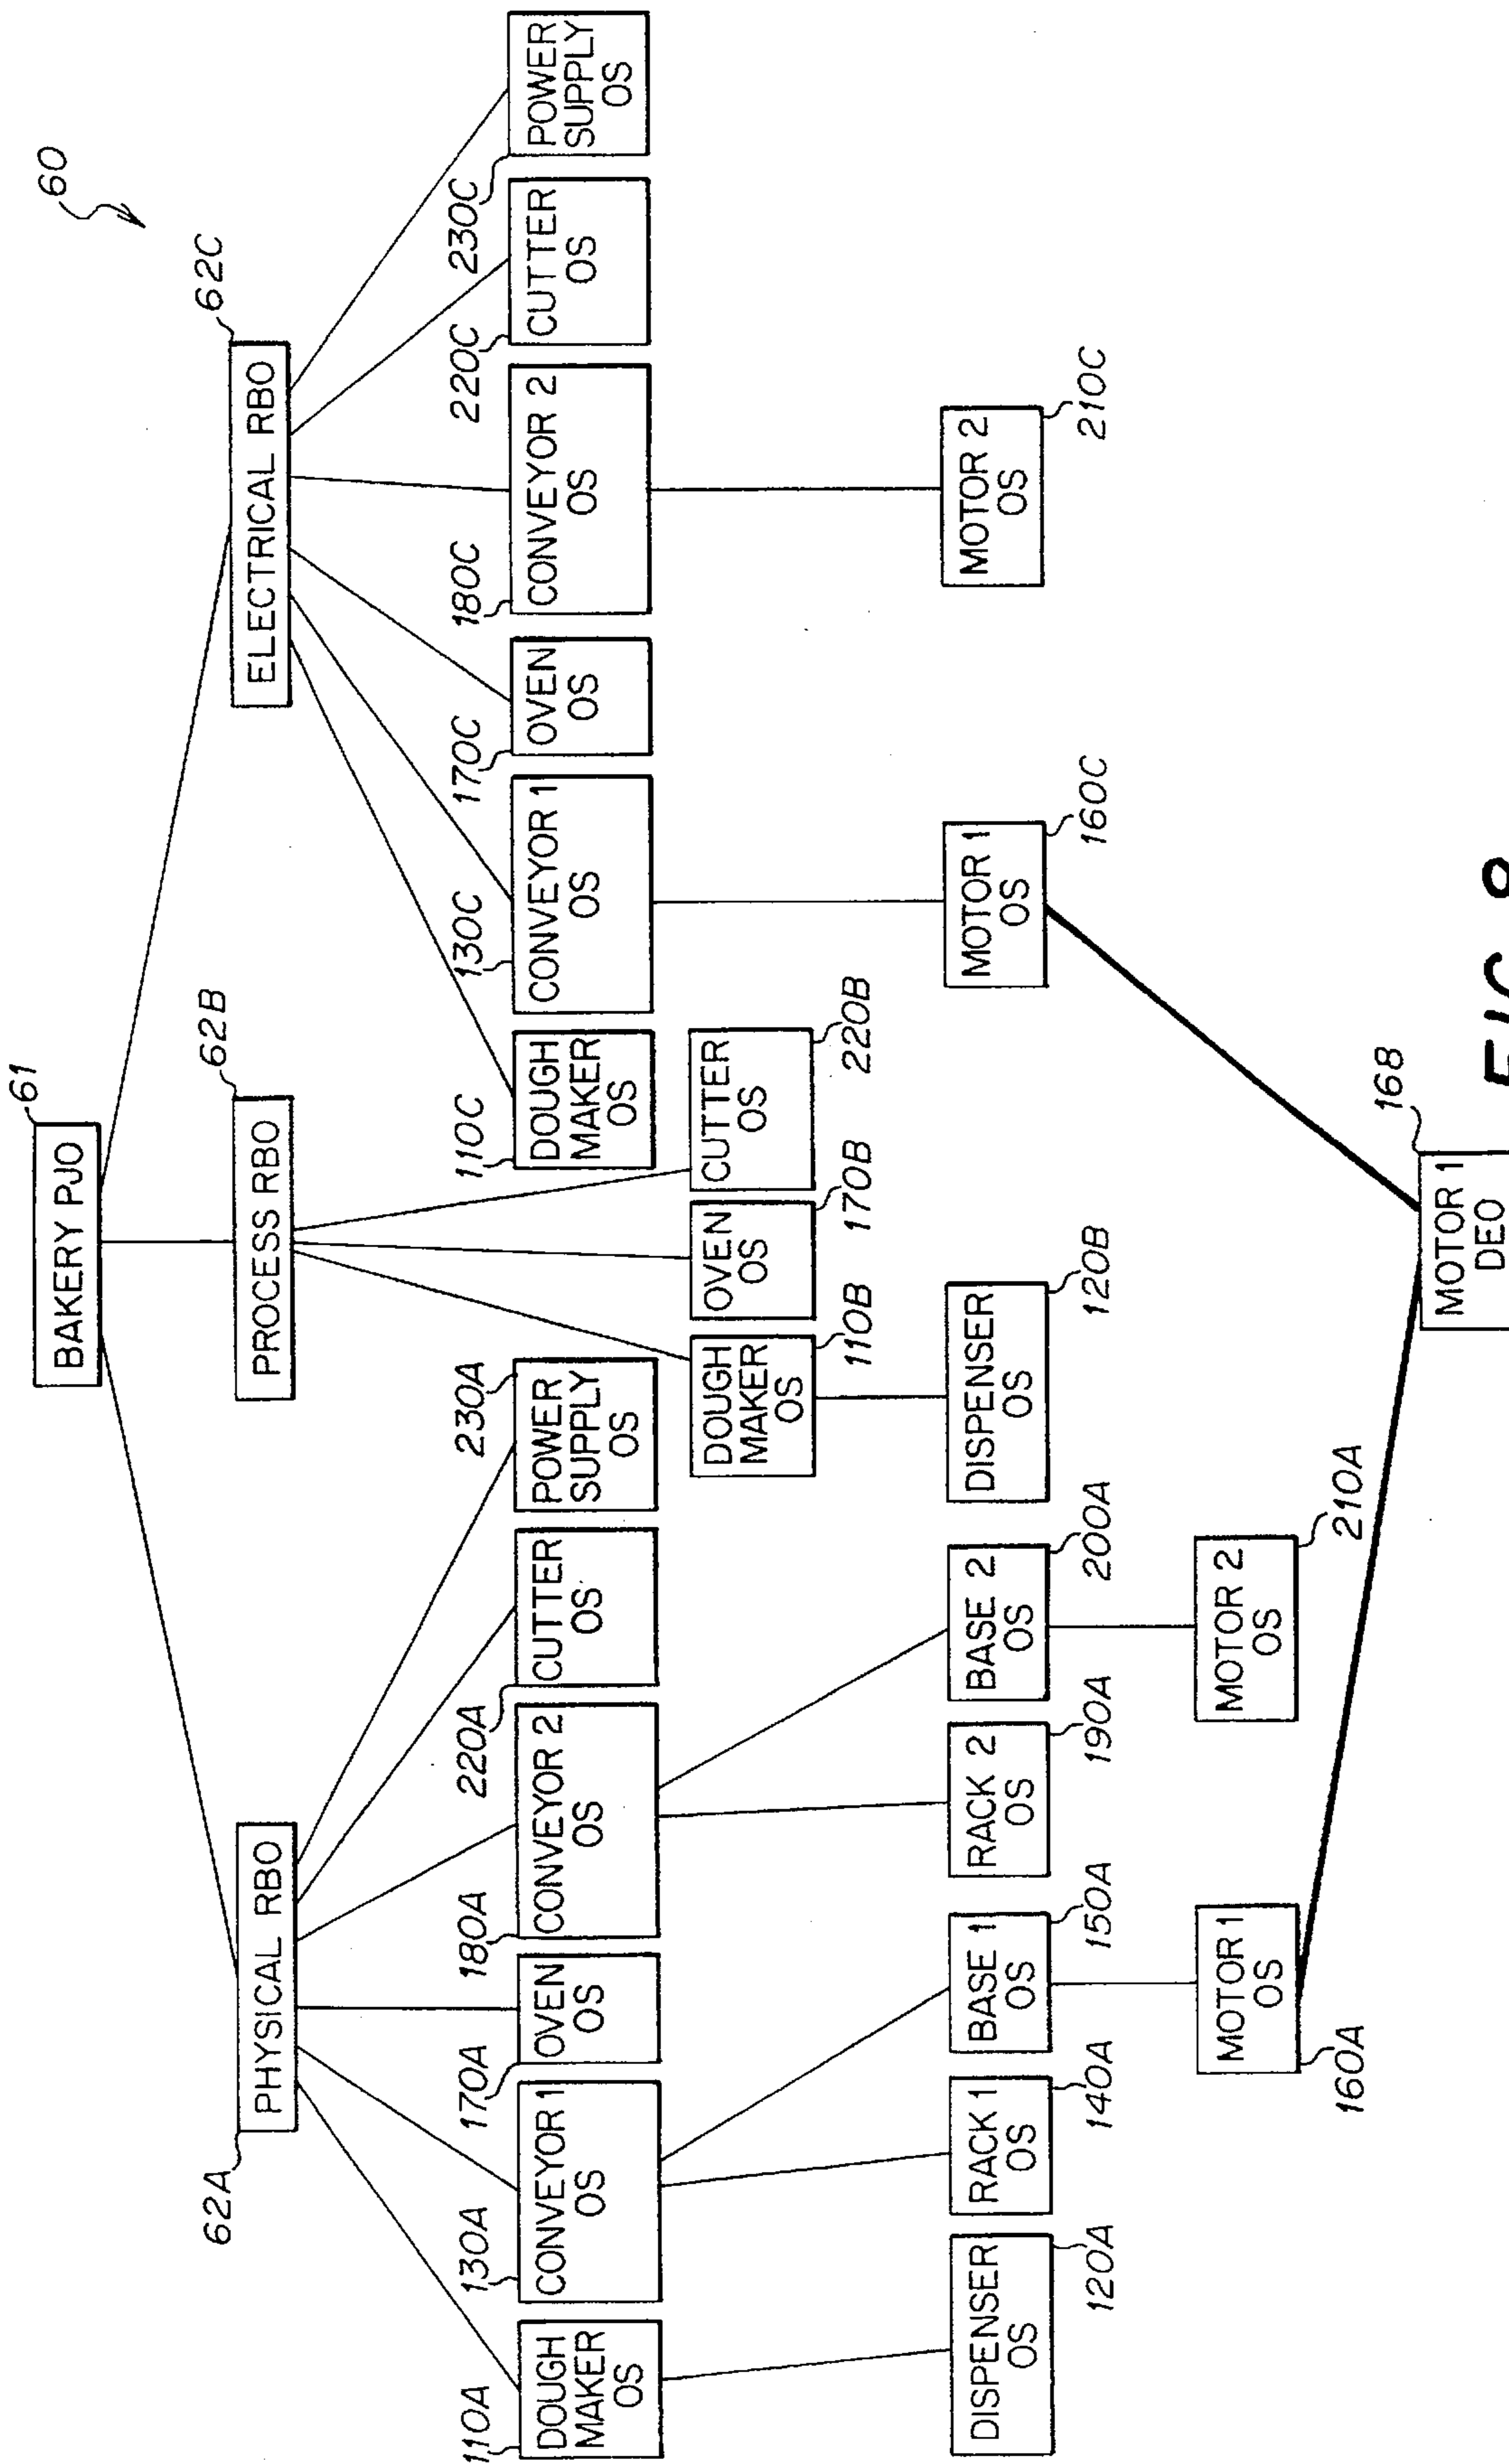 60
61
BAKERY PJO
62A
PHYSICAL RBO
62B
PROCESS RBO
62C
ELECTRICAL RBO
110A
DOUGH
MAKER
OS
130A
CONVEYOR 1
OS
170A
OVEN
OS
180A
CONVEYOR 2
OS
220A
CUTTER
OS
230A
POWER
SUPPLY
OS
110C
DOUGH
MAKER
OS
130C
CONVEYOR 1
OS
170C
OVEN
OS
180C
CONVEYOR 2
OS
220C
CUTTER
OS
230C
POWER
SUPPLY
OS
DOUGH
MAKER
OS
110B
OVEN
OS
170B
CUTTER
OS
220B
DISPENSER
OS
120A
RACK 1
OS
140A
BASE 1
OS
150A
RACK 2
OS
190A
BASE 2
OS
200A
DISPENSER
OS
120B
MOTOR 1
OS
160C
MOTOR 2
OS
210C
MOTOR 1
OS
160A
MOTOR 2
OS
210A
168
MOTOR 1
DEO